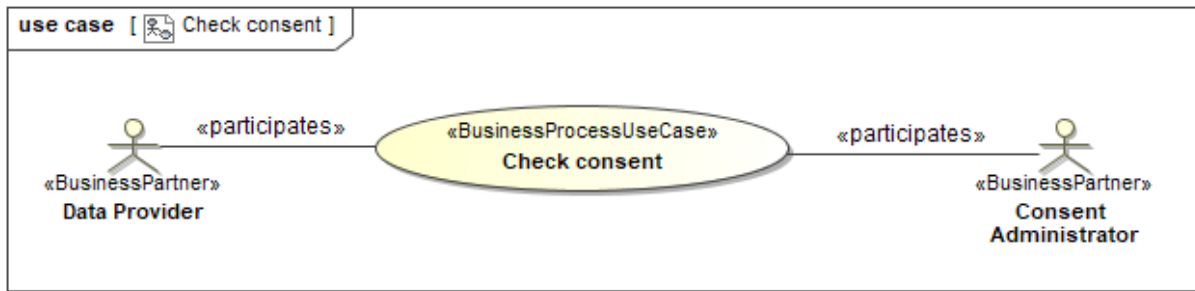 use case [ Check consent ]
«participates»
«BusinessProcessUseCase»
Check consent
«participates»
«BusinessPartner»
Data Provider
«BusinessPartner»
Consent
Administrator